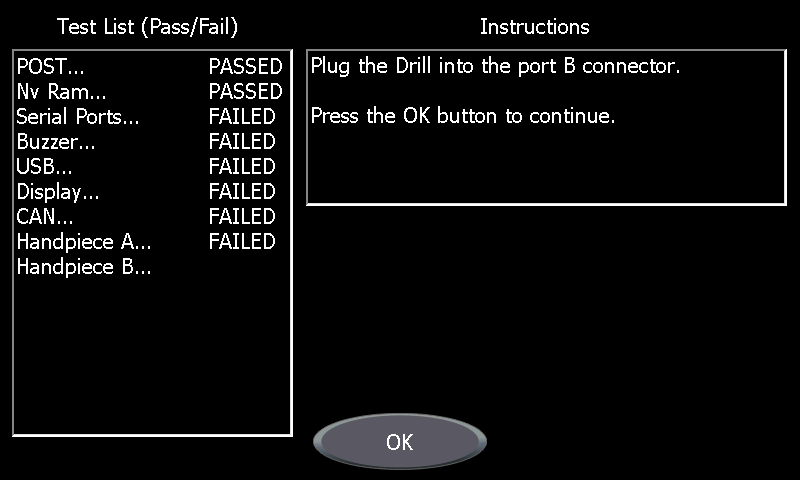 Test List (Pass/Fail)
POST... PASSED
Nv Ram... PASSED
Serial Ports... FAILED
Buzzer... FAILED
USB... FAILED
Display... FAILED
CAN... FAILED
Handpiece A... FAILED
Handpiece B...
Instructions
Plug the Drill into the port B connector.
Press the OK button to continue.
OK